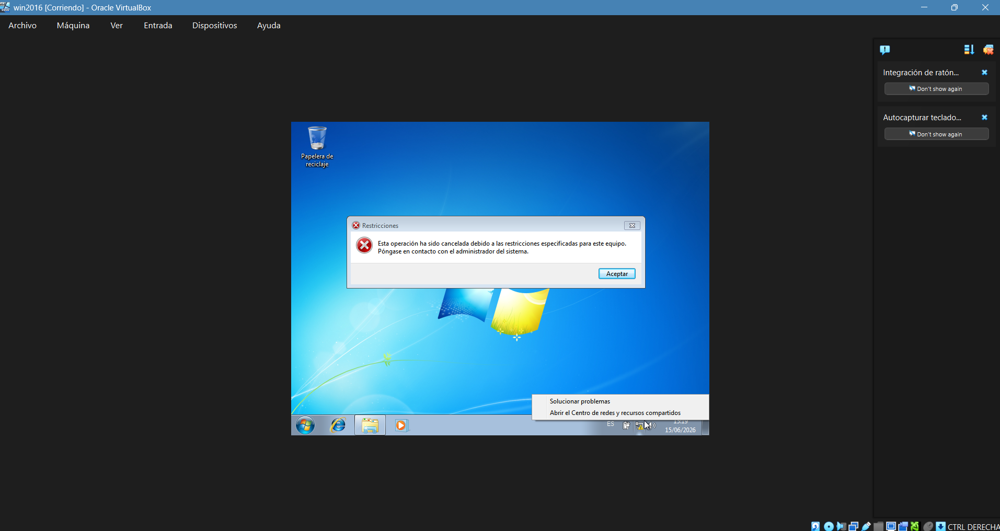 win2016 [Corriendo] - Oracle VirtualBox
Archivo Máquina Ver Entrada Dispositivos Ayuda
Integración de ratón...
Don't show again
Autocapturar teclado...
Don't show again
Papelera de
reciclaje
Restricciones
Esta operación ha sido cancelada debido a las restricciones especificadas para este equipo.
Póngase en contacto con el administrador del sistema.
Aceptar
Solucionar problemas
Abrir el Centro de redes y recursos compartidos
ES
15:19
15/06/2026
CTRL DERECHA